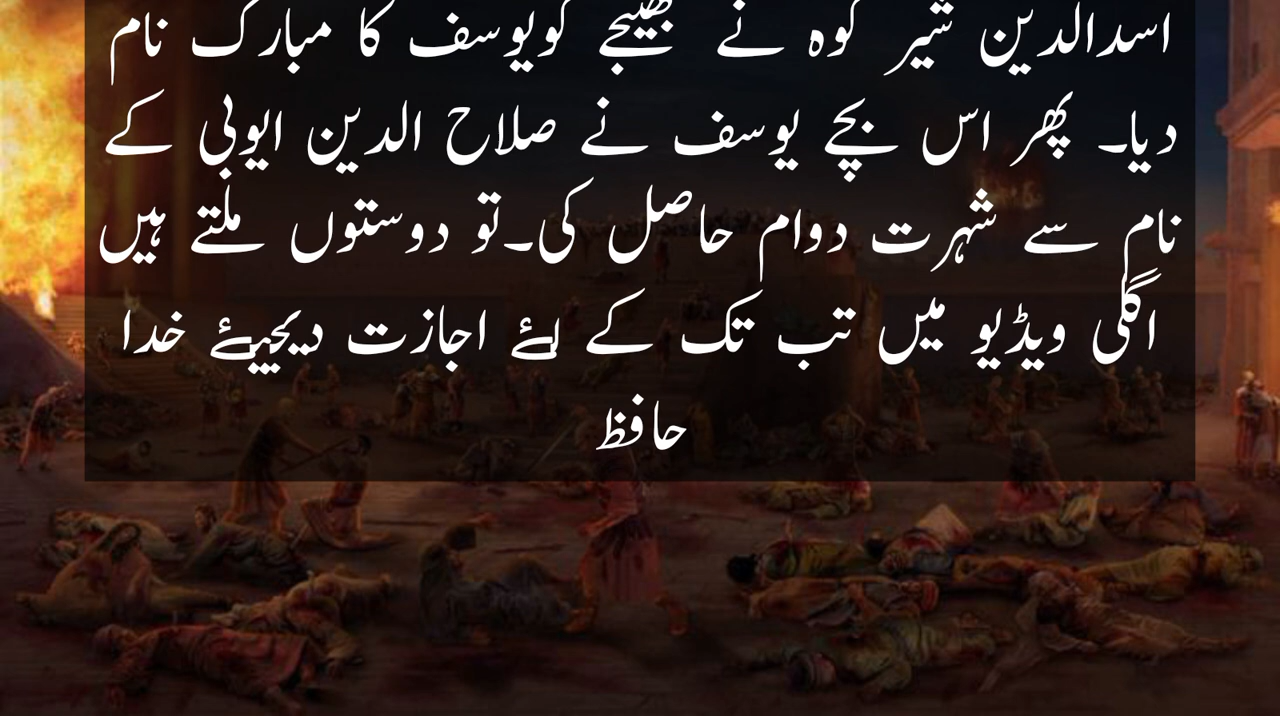 اسدالدین شیر کوہ نے بھتیجے کویوسف کا مبارک نام
دیا۔ پھر اس بچے یوسف نے صلاح الدین ایوبی کے
نام سے شہرت دوام حاصل کی۔تو دوستوں ملتے ہیں
اگلی ویڈیو میں تب تک کے لئے اجازت دیجیئے خدا
حافظ